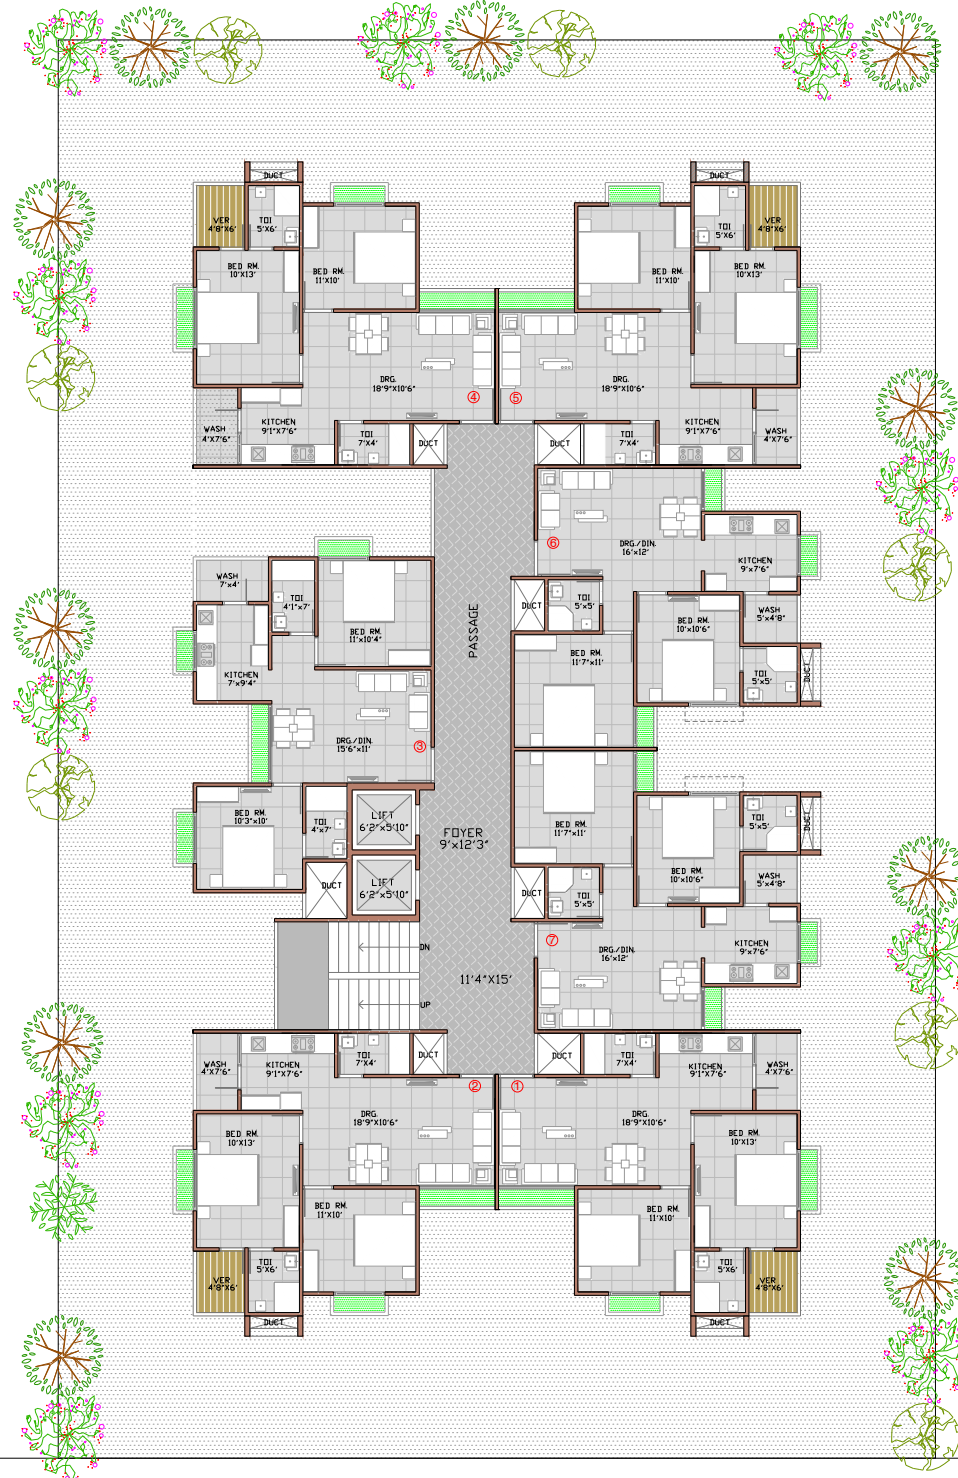 DUCT
DUCT
VER
4'8"X6'
TOI
5'X6'
TOI
5'X6'
VER
4'8"X6'
BED RM.
10'X13'
BED RM.
11'X10'
BED RM.
11'X10'
BED RM.
10'X13'
DRG.
18'9"X10'6"
④
DRG.
18'9"X10'6"
⑤
WASH
4'X7'6"
KITCHEN
9'1"X7'6"
TOI
7'X4'
DUCT
DUCT
TOI
7'X4'
KITCHEN
9'1"X7'6"
WASH
4'X7'6"
⑥
DRG./DIN.
16'x12'
KITCHEN
9'x7'6"
WASH
7'x4'
TOI
4'1"x7'
BED RM.
11'x10'4"
KITCHEN
7'x9'4"
PASSAGE
DUCT
TOI
5'x5'
BED RM.
10'x10'6"
WASH
5'x4'8"
BED RM.
11'7"x11'
TOI
5'x5'
DUCT
DRG./DIN.
15'6"x11'
③
BED RM.
10'3"x10'
TOI
4'x7'
LIFT
6'2"x5'10"
FOYER
9'x12'3"
BED RM.
11'7"x11'
TOI
5'x5'
DUCT
DUCT
LIFT
6'2"x5'10"
DUCT
TOI
5'x5'
BED RM.
10'x10'6"
WASH
5'x4'8"
DN
UP
11'4"X15'
⑦
DRG./DIN.
16'x12'
KITCHEN
9'x7'6"
WASH
4'X7'6"
KITCHEN
9'1"X7'6"
TOI
7'X4'
DUCT
DUCT
TOI
7'X4'
KITCHEN
9'1"X7'6"
WASH
4'X7'6"
②
①
DRG.
18'9"X10'6"
DRG.
18'9"X10'6"
BED RM.
10'X13'
BED RM.
11'X10'
BED RM.
11'X10'
BED RM.
10'X13'
VER
4'8"X6'
TOI
5'X6'
TOI
5'X6'
VER
4'8"X6'
DUCT
DUCT